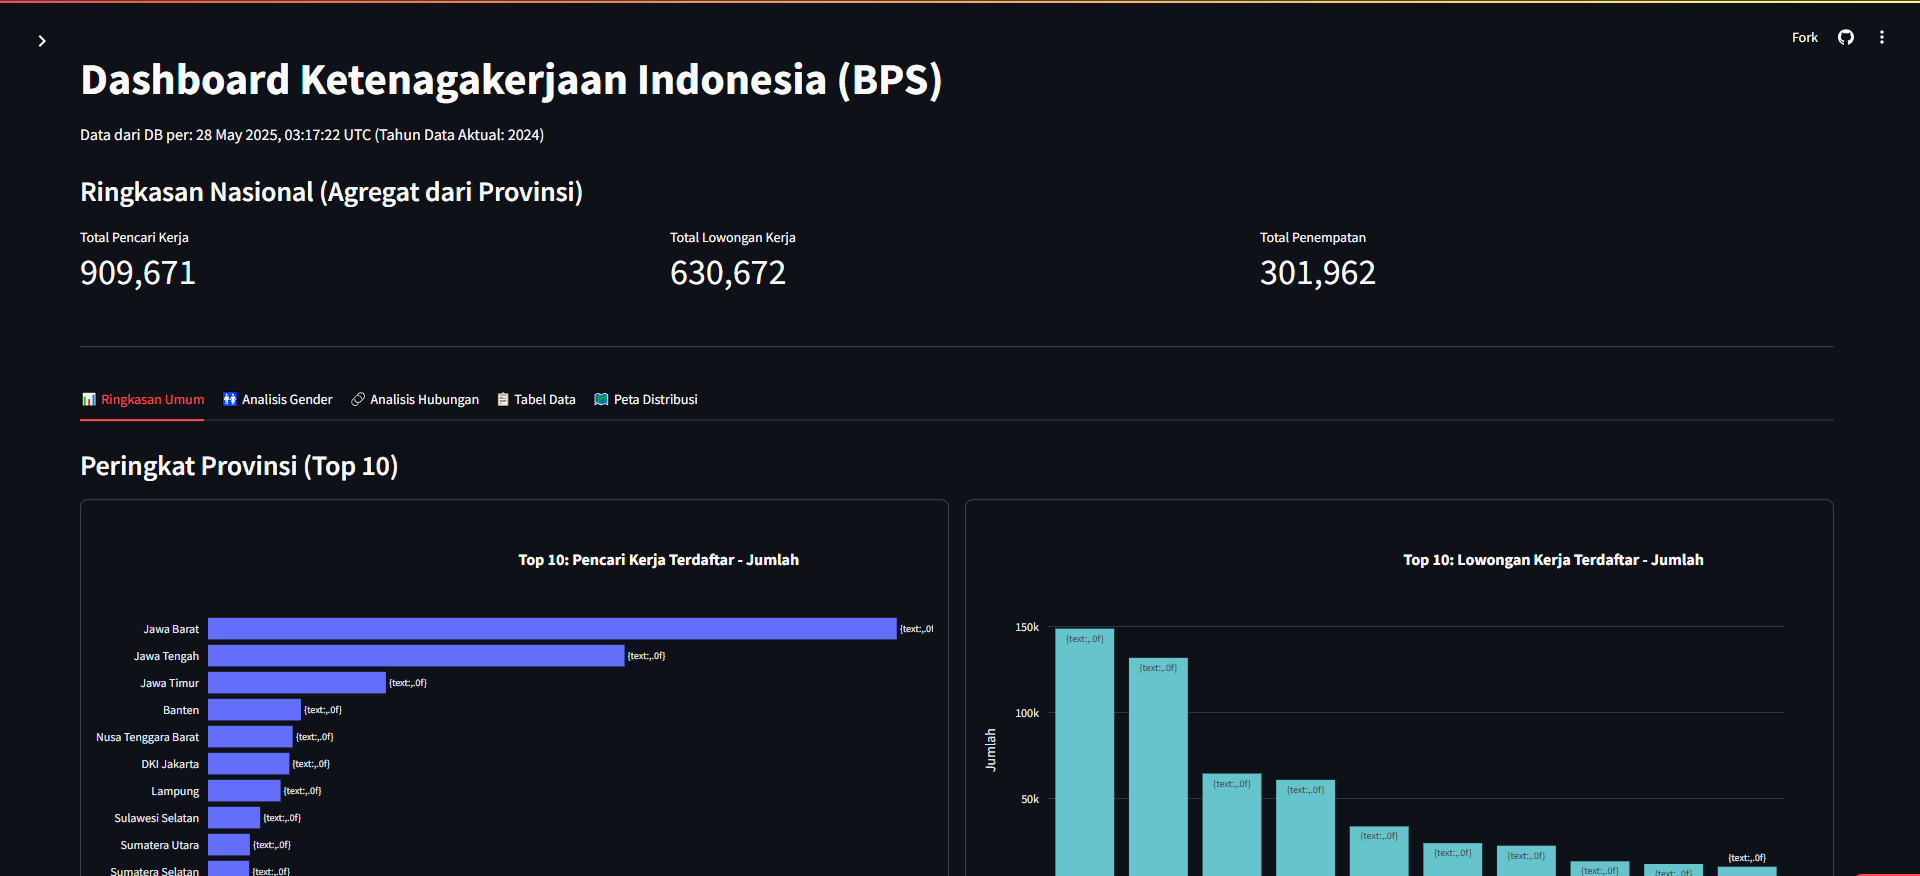 Fork
Dashboard Ketenagakerjaan Indonesia (BPS)
Data dari DB per: 28 May 2025, 03:17:22 UTC (Tahun Data Aktual: 2024)
Ringkasan Nasional (Agregat dari Provinsi)
Total Pencari Kerja
909,671
Total Lowongan Kerja
630,672
Total Penempatan
301,962
Ringkasan Umum
Analisis Gender
Analisis Hubungan
Tabel Data
Peta Distribusi
Peringkat Provinsi (Top 10)
Top 10: Pencari Kerja Terdaftar - Jumlah
Jawa Barat {text:,.0f
Jawa Tengah {text:,.0f}
Jawa Timur {text:,.0f}
Banten {text:,.0f}
Nusa Tenggara Barat {text:,.0f}
DKI Jakarta {text:,.0f}
Lampung {text:,.0f}
Sulawesi Selatan {text:,.0f}
Sumatera Utara {text:,.0f}
Sumatera Selatan {text:,.0f}
Top 10: Lowongan Kerja Terdaftar - Jumlah
Jumlah
150k
100k
50k
{text:,.0f}
{text:,.0f}
{text:,.0f}
{text:,.0f}
{text:,.0f}
{text:,.0f}
{text:,.0f}
{text:,.0f}
{text:,.0f}
{text:,.0f}